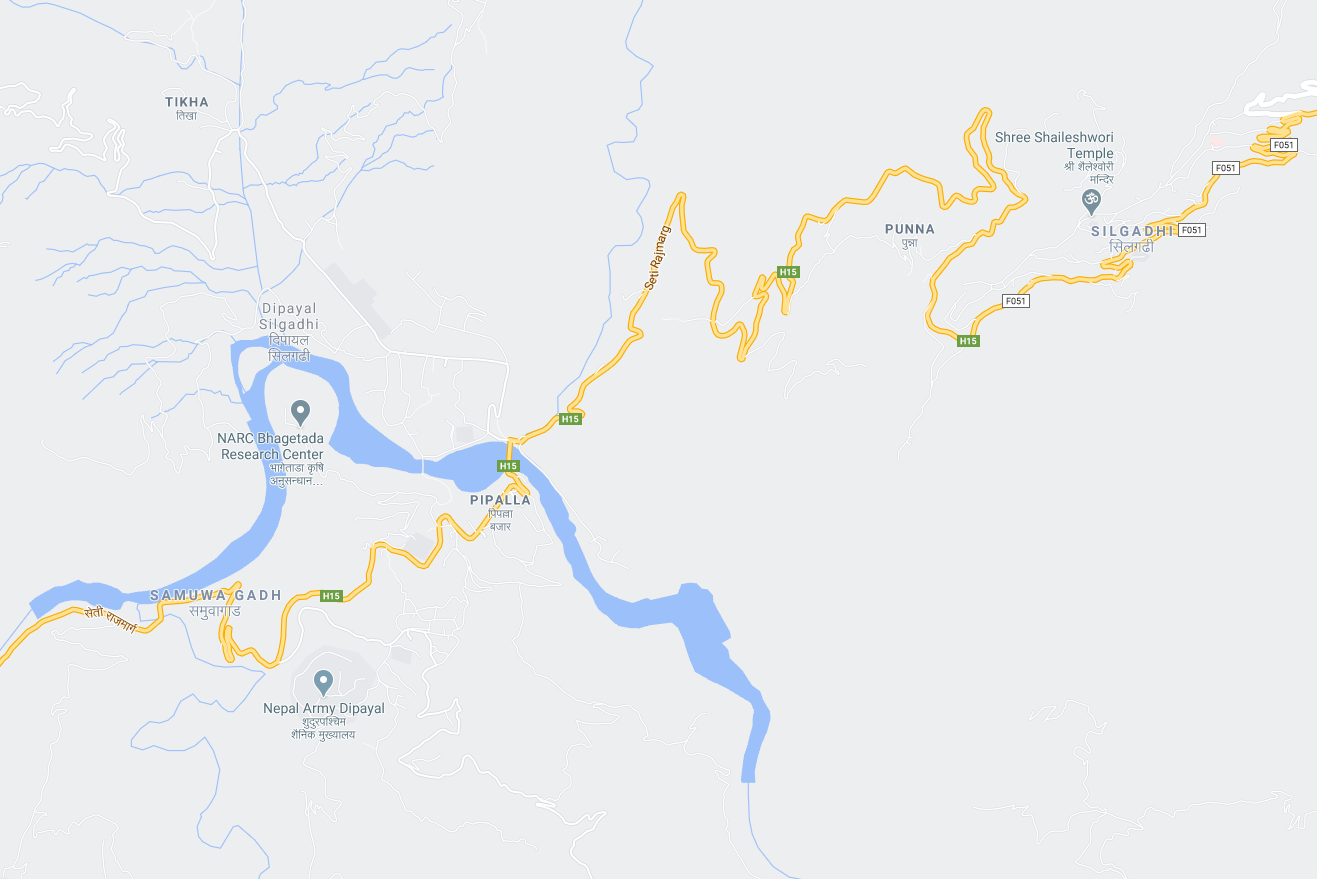 TIKHA
तिखा
Shree Shaileshwori
Temple
श्री शैलेश्वोरी
मन्दिर
F051
F051
F051
SILGADHI
सिलगढी
PUNNA
पुन्ना
Seti Rajmarg
H15
F051
H15
Dipayal
Silgadhi
दिपायल
सिलगढी
H15
NARC Bhagetada
Research Center
भागेताडा कृषि
अनुसन्धान...
H15
PIPALLA
पिपल्ला
बजार
SAMUWA GADH
समुवागाड
H15
सेती राजमार्ग
Nepal Army Dipayal
शुदुरपश्चिम
शैनिक मुख्यालय